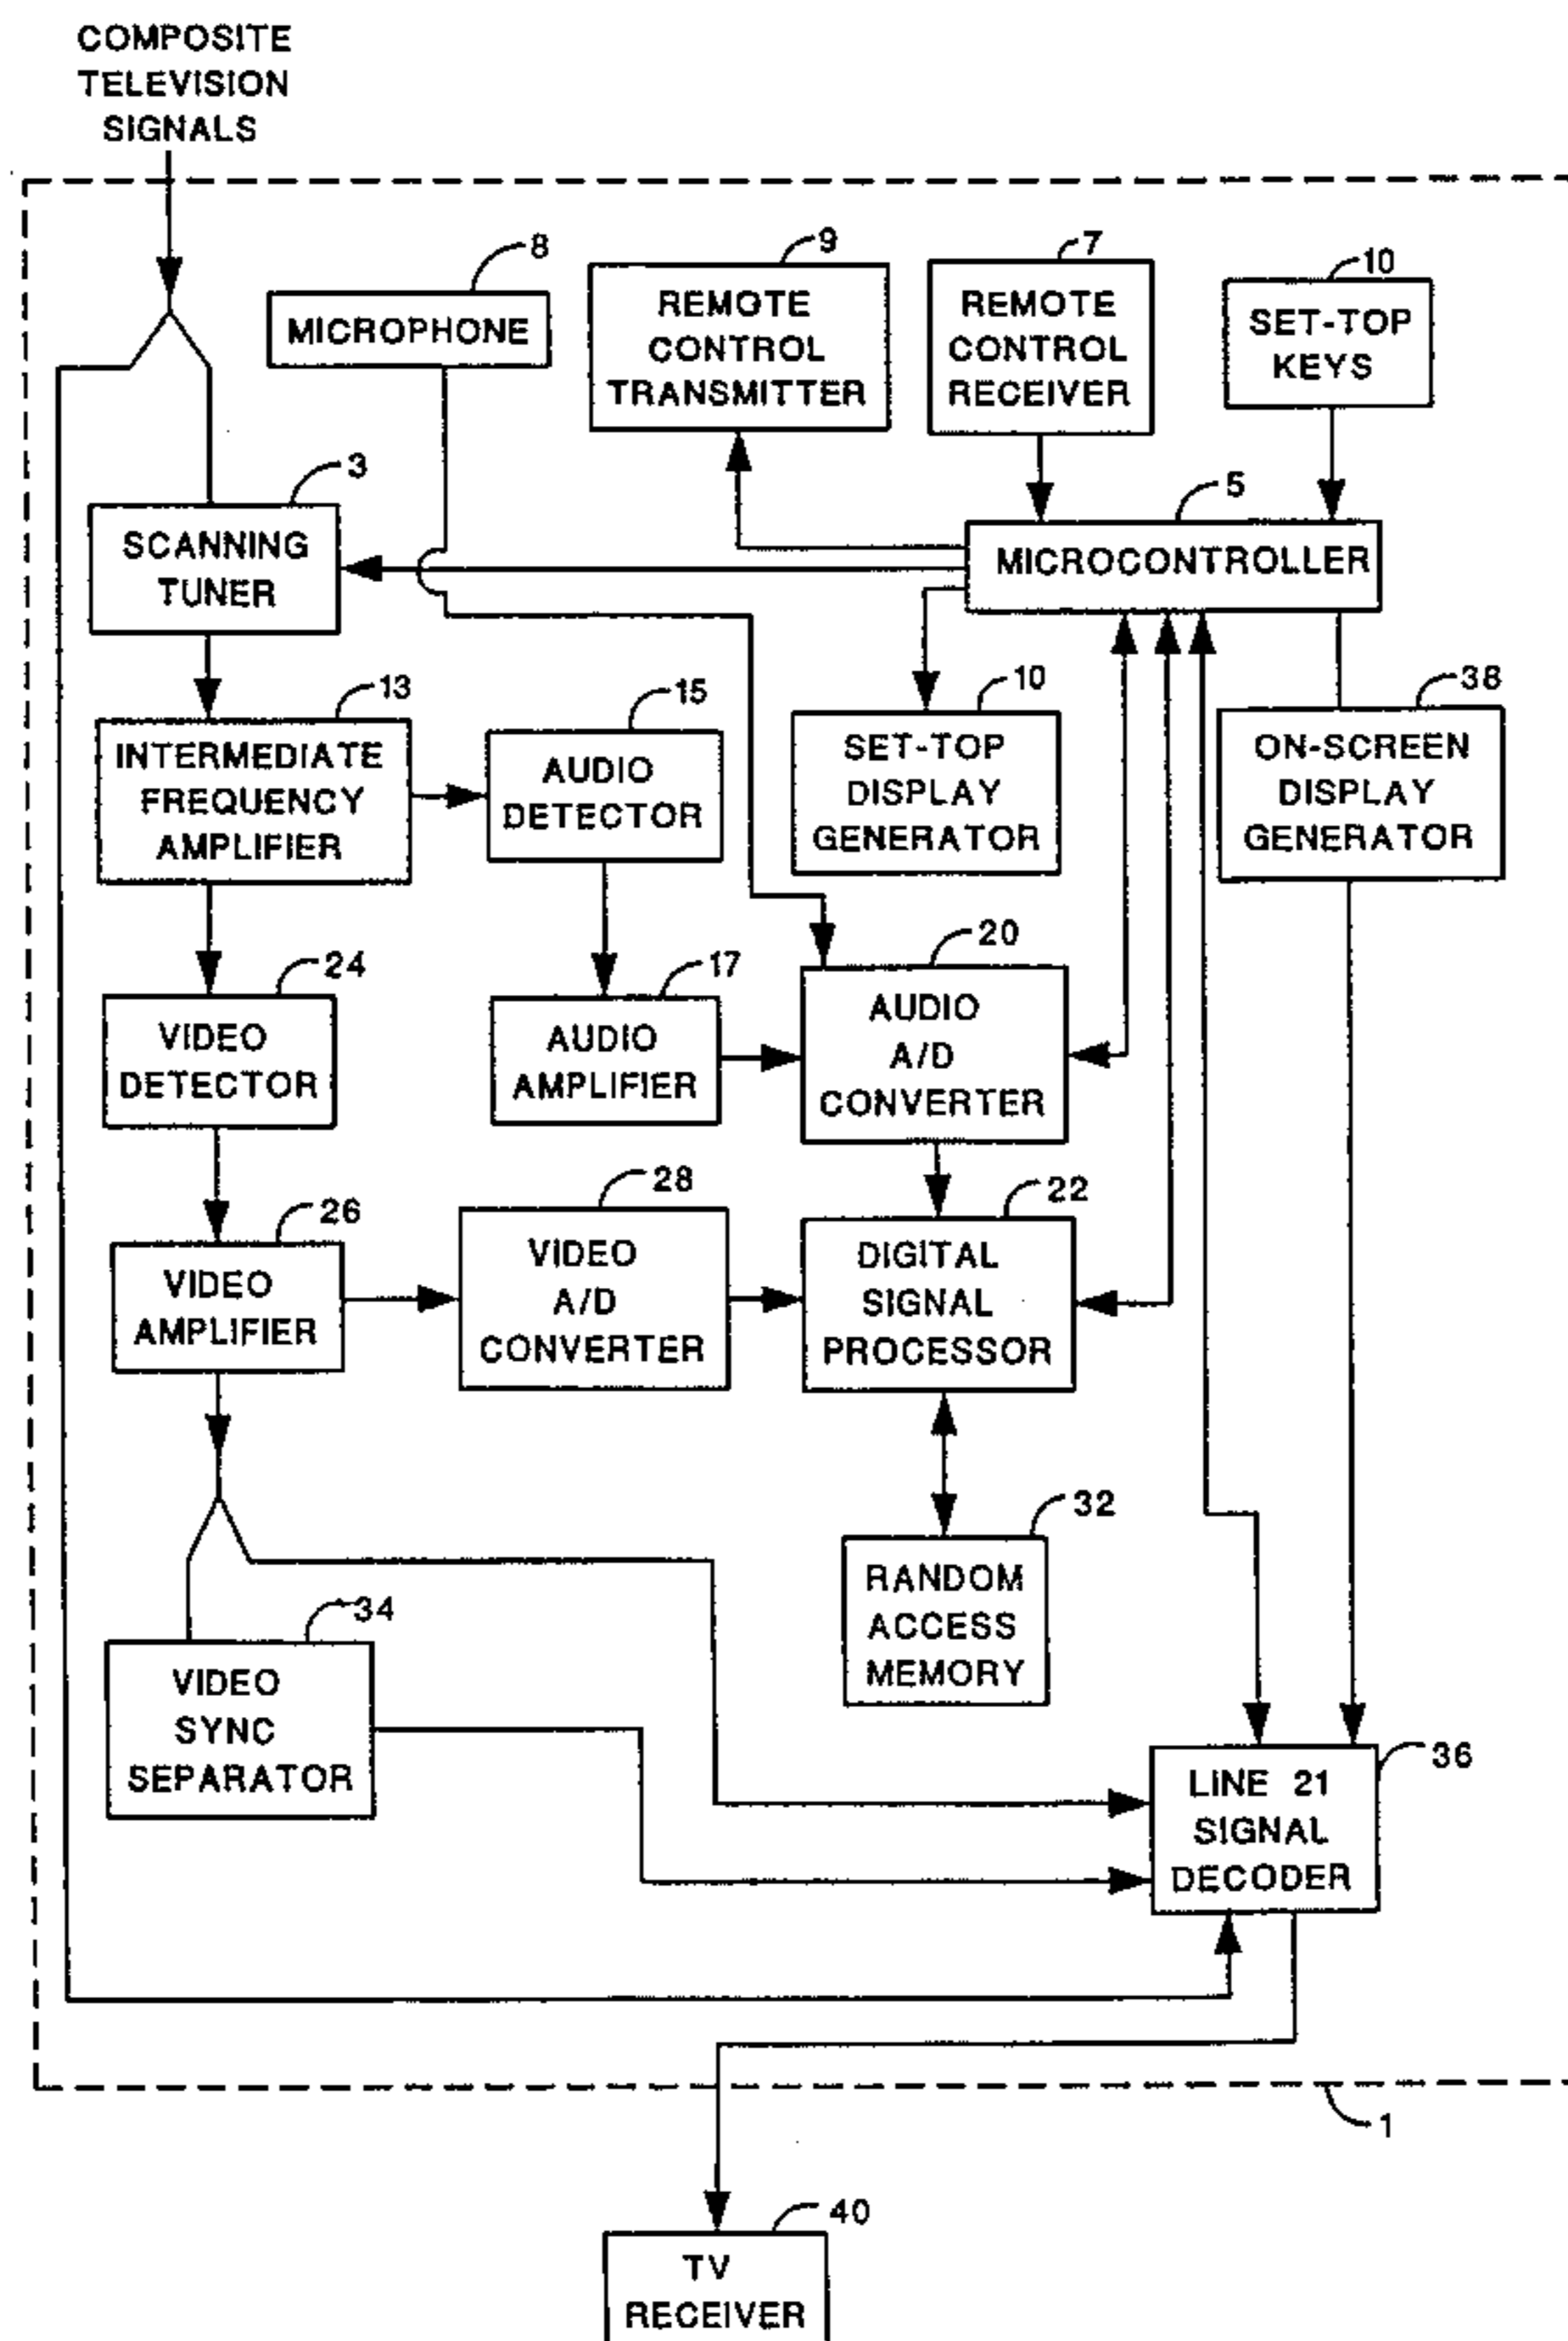 COMPOSITE
TELEVISION
SIGNALS
8
MICROPHONE
9
REMOTE
CONTROL
TRANSMITTER
7
REMOTE
CONTROL
RECEIVER
10
SET-TOP
KEYS
3
SCANNING
TUNER
5
MICROCONTROLLER
13
INTERMEDIATE
FREQUENCY
AMPLIFIER
15
AUDIO
DETECTOR
10
SET-TOP
DISPLAY
GENERATOR
38
ON-SCREEN
DISPLAY
GENERATOR
24
VIDEO
DETECTOR
17
AUDIO
AMPLIFIER
20
AUDIO
A/D
CONVERTER
26
VIDEO
AMPLIFIER
28
VIDEO
A/D
CONVERTER
22
DIGITAL
SIGNAL
PROCESSOR
32
RANDOM
ACCESS
MEMORY
34
VIDEO
SYNC
SEPARATOR
36
LINE 21
SIGNAL
DECODER
1
40
TV
RECEIVER